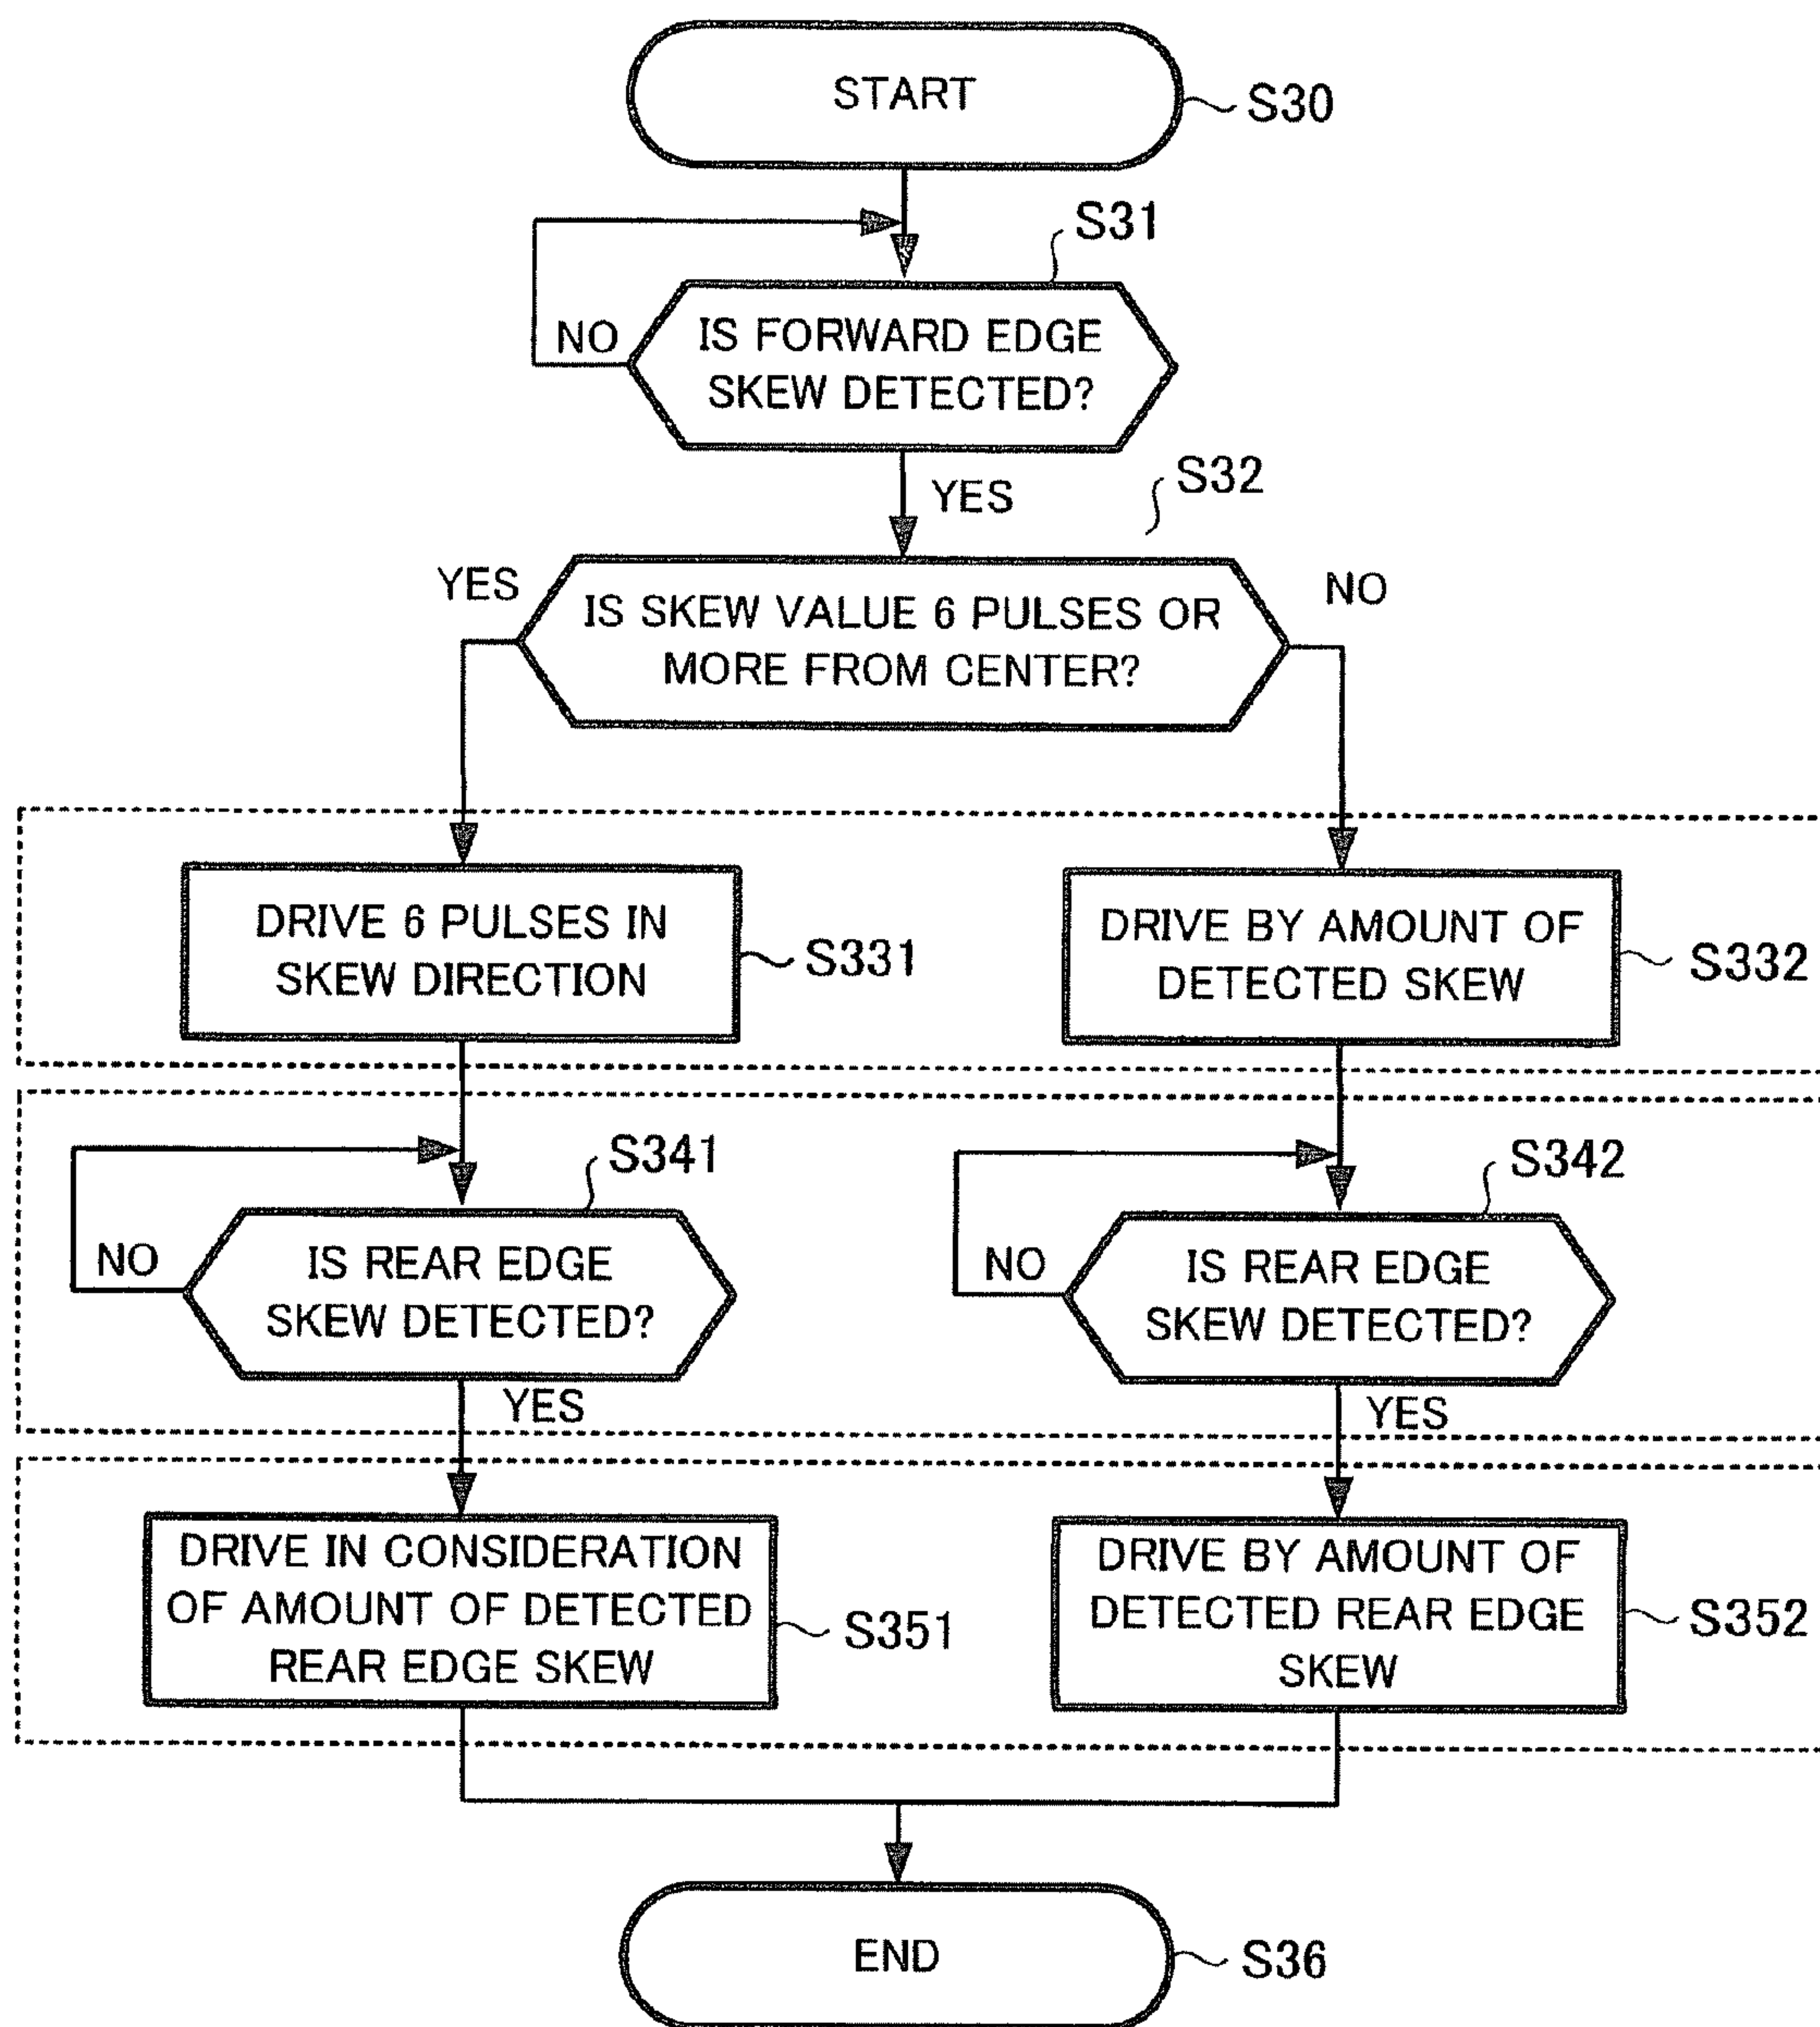 START
S30
S31
NO
IS FORWARD EDGE
SKEW DETECTED?
YES
S32
YES
IS SKEW VALUE 6 PULSES OR
MORE FROM CENTER?
NO
DRIVE 6 PULSES IN
SKEW DIRECTION
S331
DRIVE BY AMOUNT OF
DETECTED SKEW
S332
S341
NO
IS REAR EDGE
SKEW DETECTED?
YES
S342
NO
IS REAR EDGE
SKEW DETECTED?
YES
DRIVE IN CONSIDERATION
OF AMOUNT OF DETECTED
REAR EDGE SKEW
S351
DRIVE BY AMOUNT OF
DETECTED REAR EDGE
SKEW
S352
END
S36